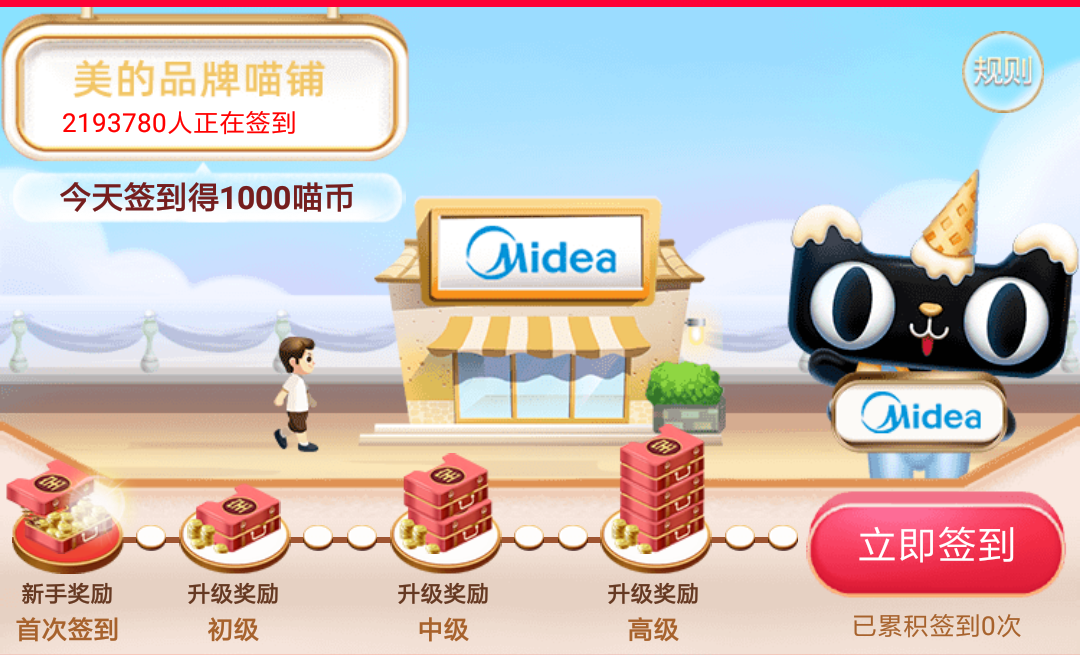 美的品牌喵铺
2193780人正在签到
规则
今天签到得1000喵币
Midea
Midea
立即签到
新手奖励
升级奖励
升级奖励
升级奖励
首次签到
初级
中级
高级
已累积签到0次